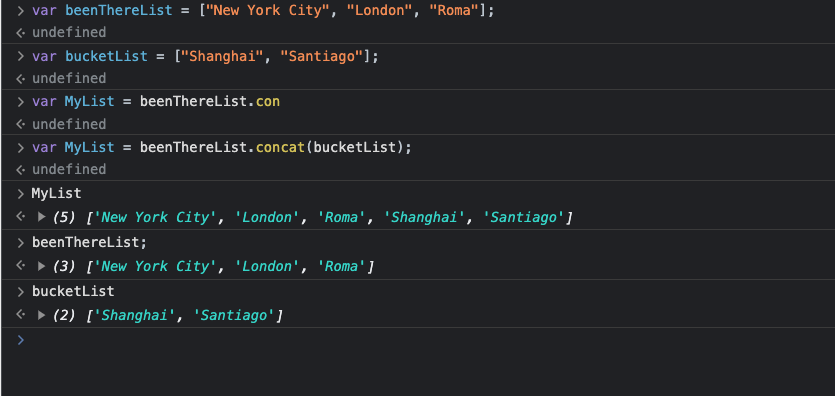 > var beenThereList = ["New York City", "London", "Roma"];
<· undefined
> var bucketList = ["Shanghai", "Santiago"];
<· undefined
> var MyList = beenThereList.con
<· undefined
> var MyList = beenThereList.concat(bucketList);
<· undefined
> MyList
<· ▶ (5) ['New York City', 'London', 'Roma', 'Shanghai', 'Santiago']
> beenThereList;
<· ▶ (3) ['New York City', 'London', 'Roma']
> bucketList
<· ▶ (2) ['Shanghai', 'Santiago']
>